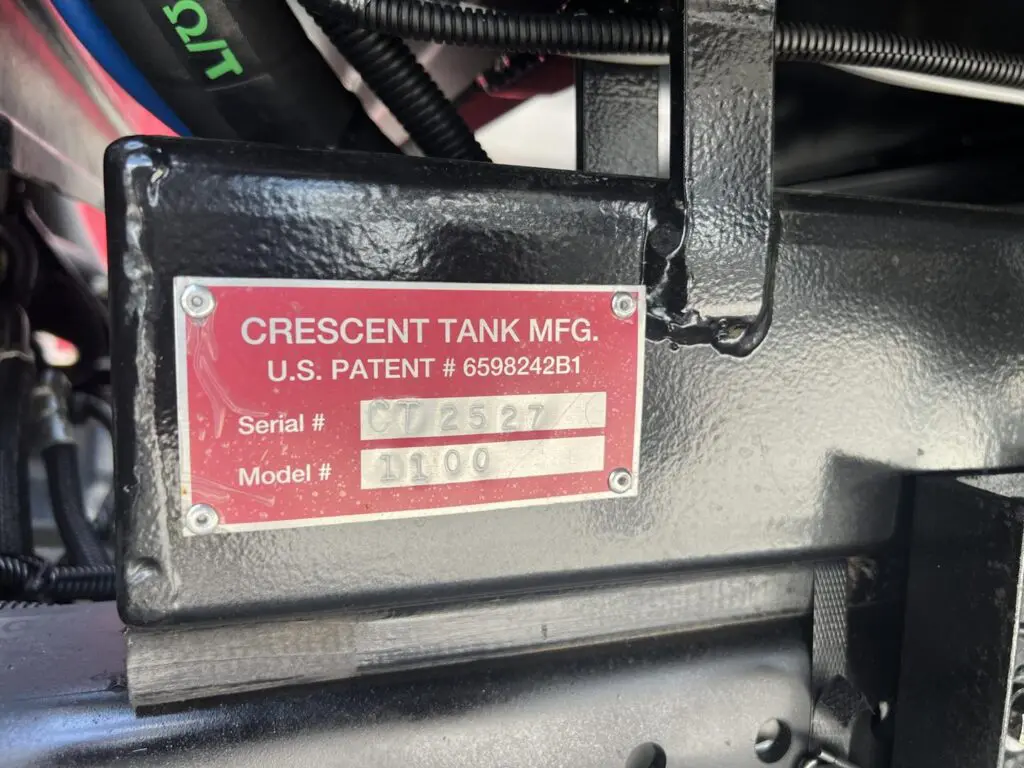 CRESCENT TANK MFG.
U.S. PATENT # 6598242B1
Serial # CT 2527
Model # 1100